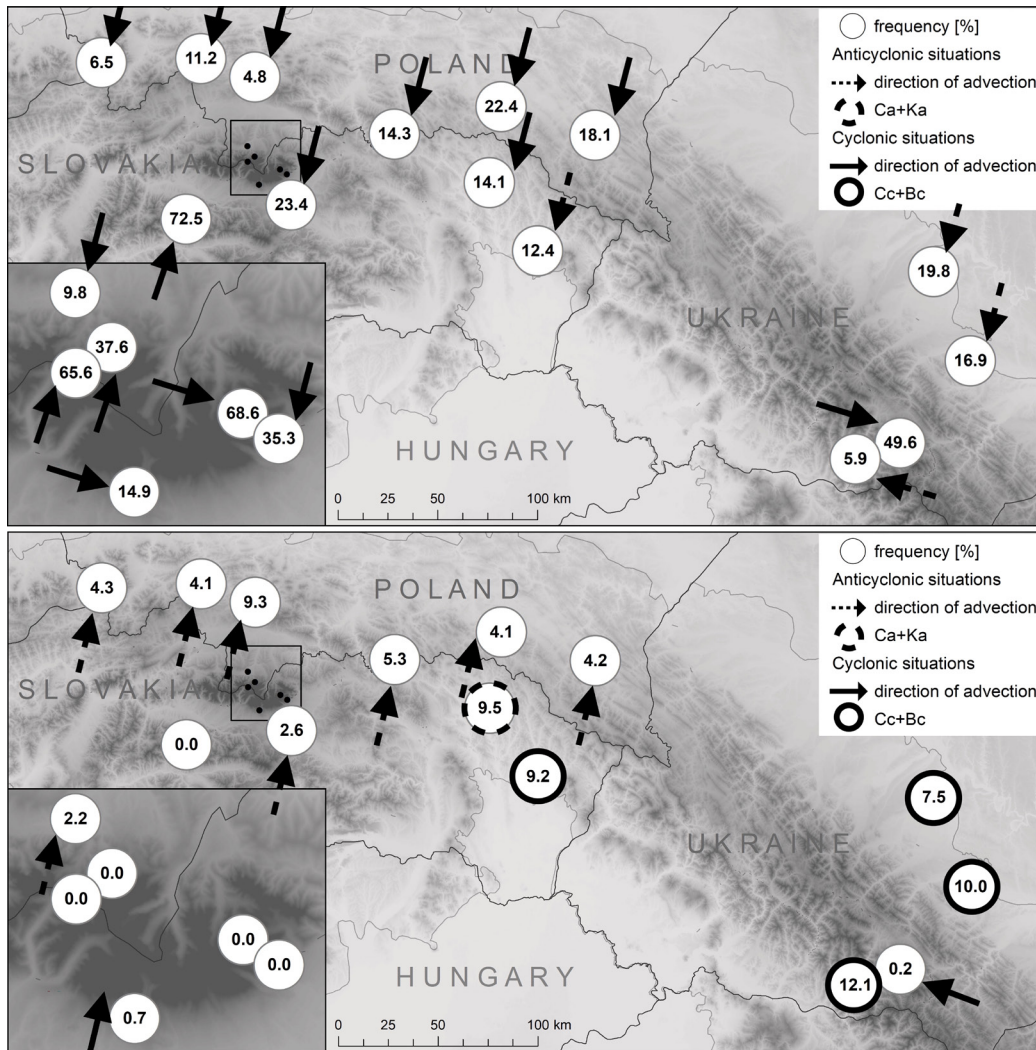 6.5
11.2
4.8
POLAND
22.4
14.3
18.1
SLOVAKIA
14.1
23.4
72.5
12.4
9.8
19.8
37.6
65.6
UKRAINE
16.9
68.6
35.3
HUNGARY
49.6
5.9
14.9
0 25 50 100 km
frequency [%]
Anticyclonic situations
direction of advection
Ca+Ka
Cyclonic situations
direction of advection
Cc+Bc
4.3
4.1
9.3
POLAND
4.1
5.3
4.2
SLOVAKIA
9.5
2.6
0.0
9.2
7.5
2.2
0.0
0.0
UKRAINE
10.0
0.0
0.0
HUNGARY
0.2
12.1
0.7
0 25 50 100 km
frequency [%]
Anticyclonic situations
direction of advection
Ca+Ka
Cyclonic situations
direction of advection
Cc+Bc